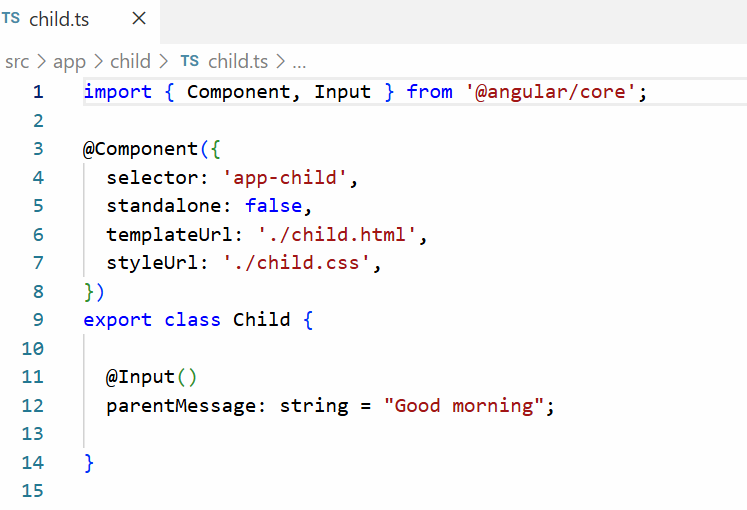 TS child.ts ×
src > app > child > TS child.ts > ...
1 import { Component, Input } from '@angular/core';
2
3 @Component({
4   selector: 'app-child',
5   standalone: false,
6   templateUrl: './child.html',
7   styleUrl: './child.css',
8 })
9 export class Child {
10
11   @Input()
12   parentMessage: string = "Good morning";
13
14 }
15